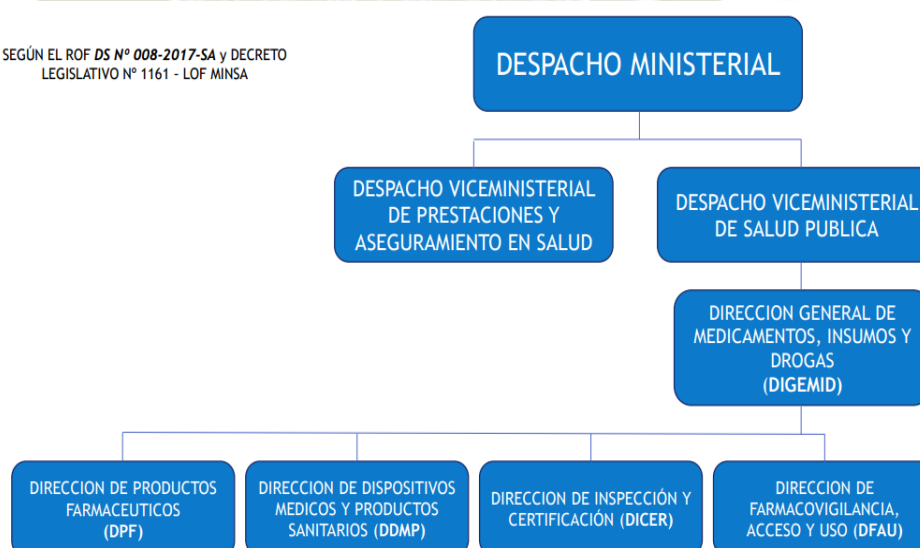 SEGÚN EL ROF DS Nº 008-2017-SA y DECRETO
LEGISLATIVO Nº 1161 - LOF MINSA
DESPACHO MINISTERIAL
DESPACHO VICEMINISTERIAL
DE PRESTACIONES Y
ASEGURAMIENTO EN SALUD
DESPACHO VICEMINISTERIAL
DE SALUD PUBLICA
DIRECCION GENERAL DE
MEDICAMENTOS, INSUMOS Y
DROGAS
(DIGEMID)
DIRECCION DE PRODUCTOS
FARMACEUTICOS
(DPF)
DIRECCION DE DISPOSITIVOS
MEDICOS Y PRODUCTOS
SANITARIOS (DDMP)
DIRECCION DE INSPECCIÓN Y
CERTIFICACIÓN (DICER)
DIRECCION DE
FARMACOVIGILANCIA,
ACCESO Y USO (DFAU)